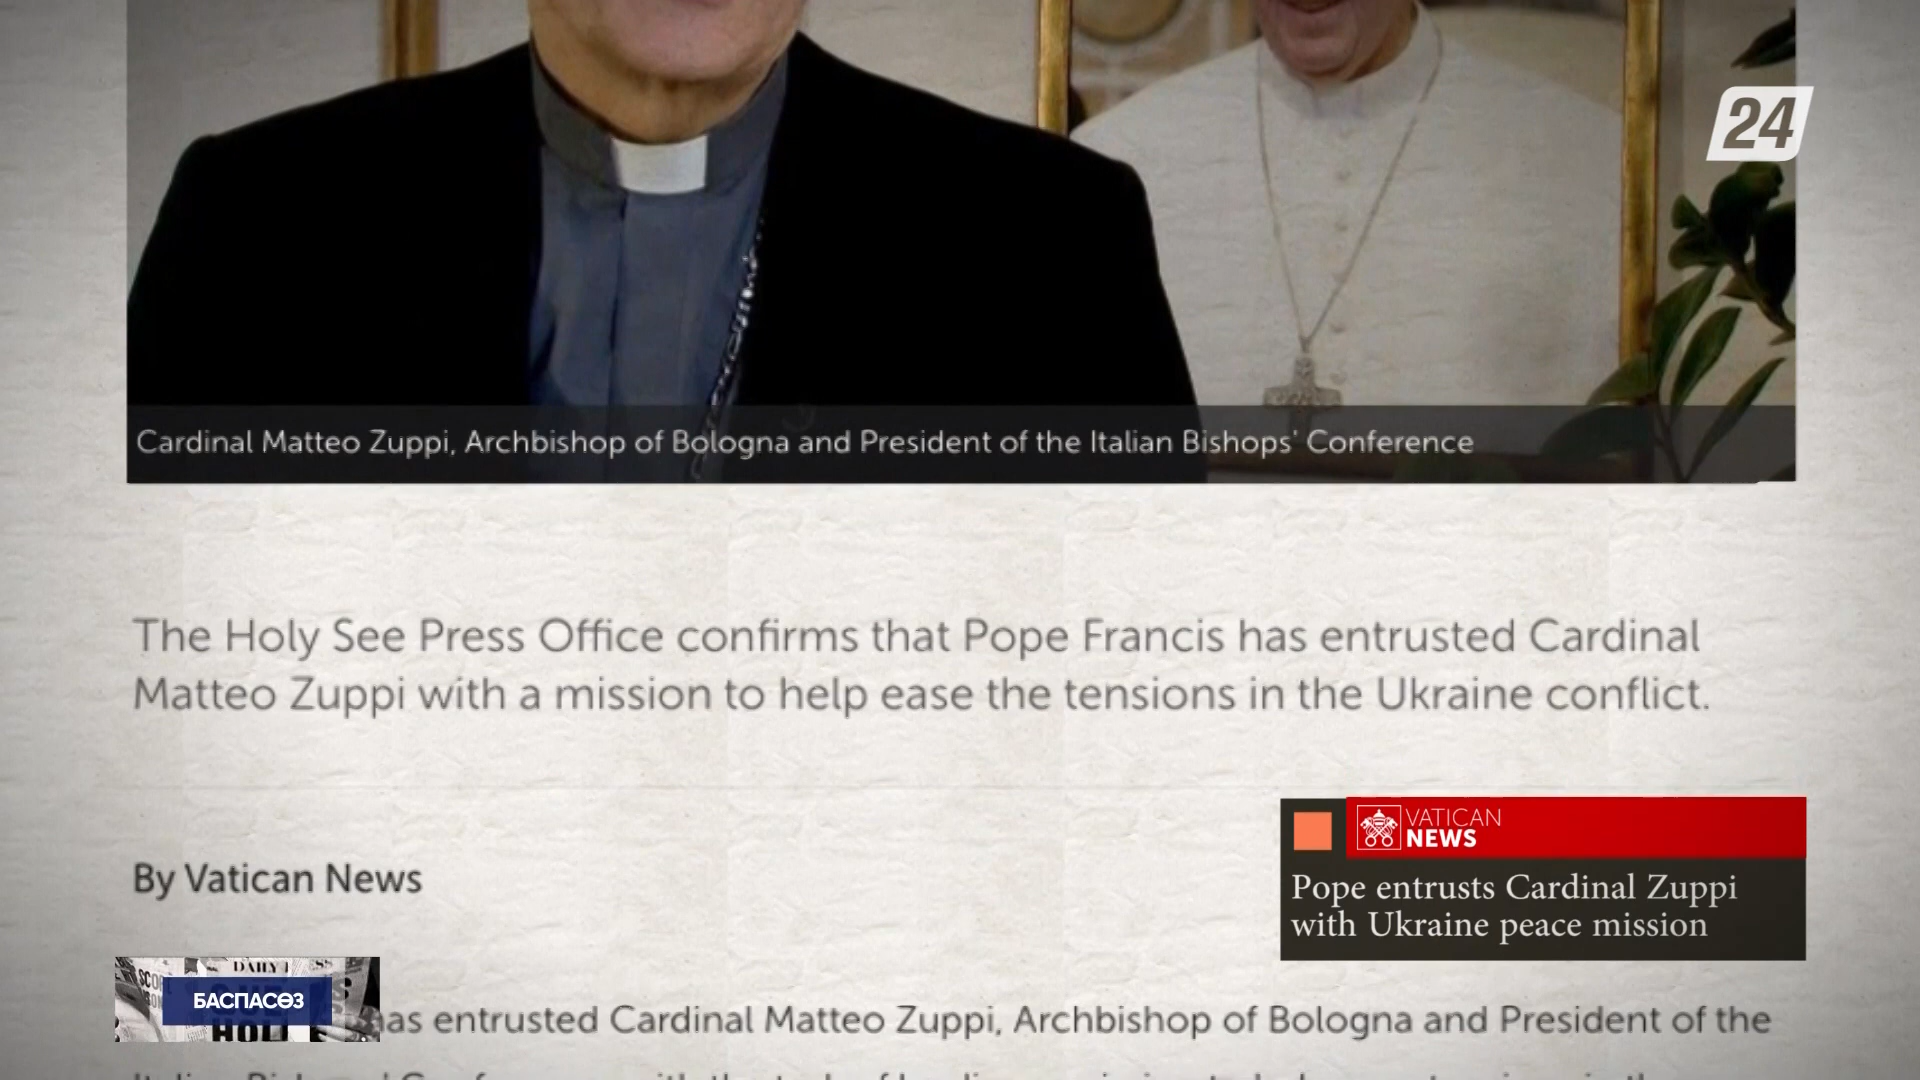 24
Cardinal Matteo Zuppi, Archbishop of Bologna and President of the Italian Bishops' Conference
The Holy See Press Office confirms that Pope Francis has entrusted Cardinal
Matteo Zuppi with a mission to help ease the tensions in the Ukraine conflict.
VATICAN
NEWS
Pope entrusts Cardinal Zuppi
with Ukraine peace mission
By Vatican News
DAILY
БАСПАСӨЗ
has entrusted Cardinal Matteo Zuppi, Archbishop of Bologna and President of the